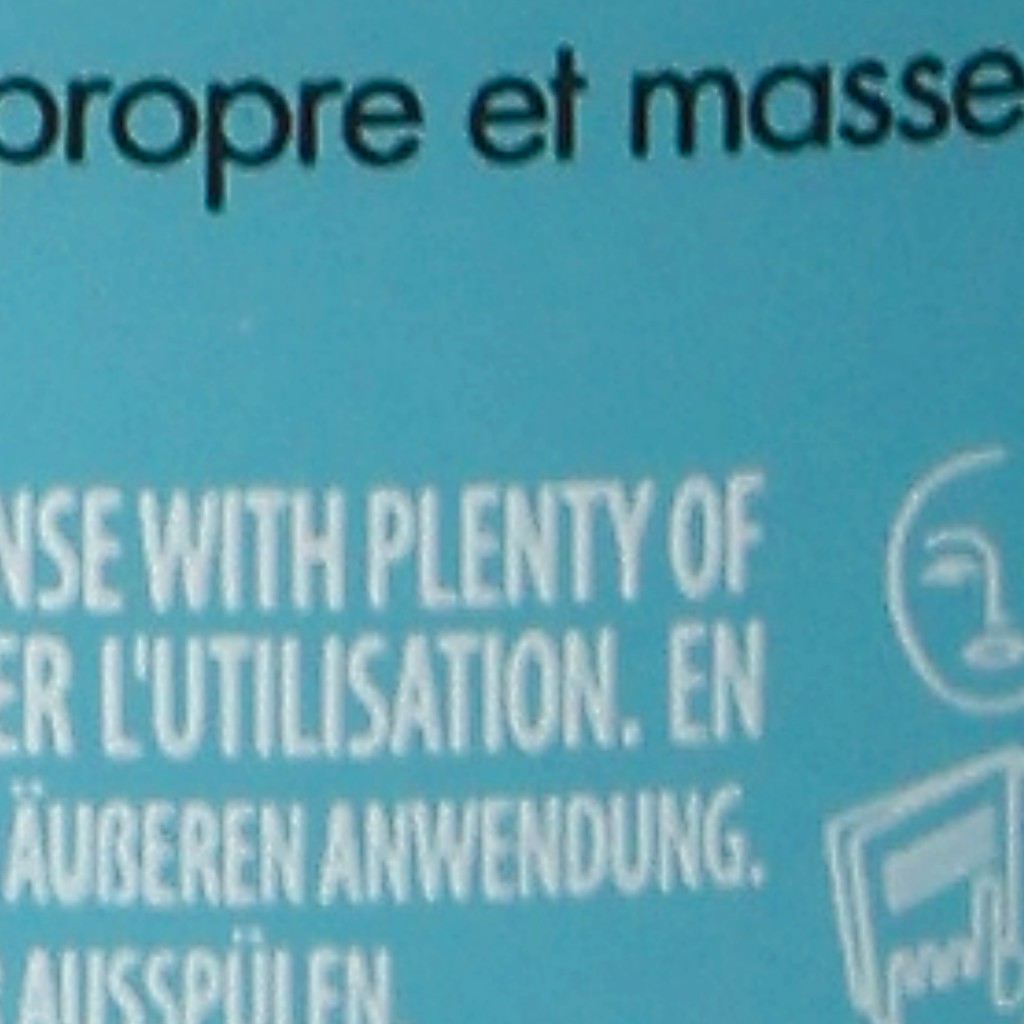 propre et masse
NSE WITH PLENTY OF
ER L'UTILISATION. EN
ÄUßEREN ANWENDUNG.
AUSSPÜLEN